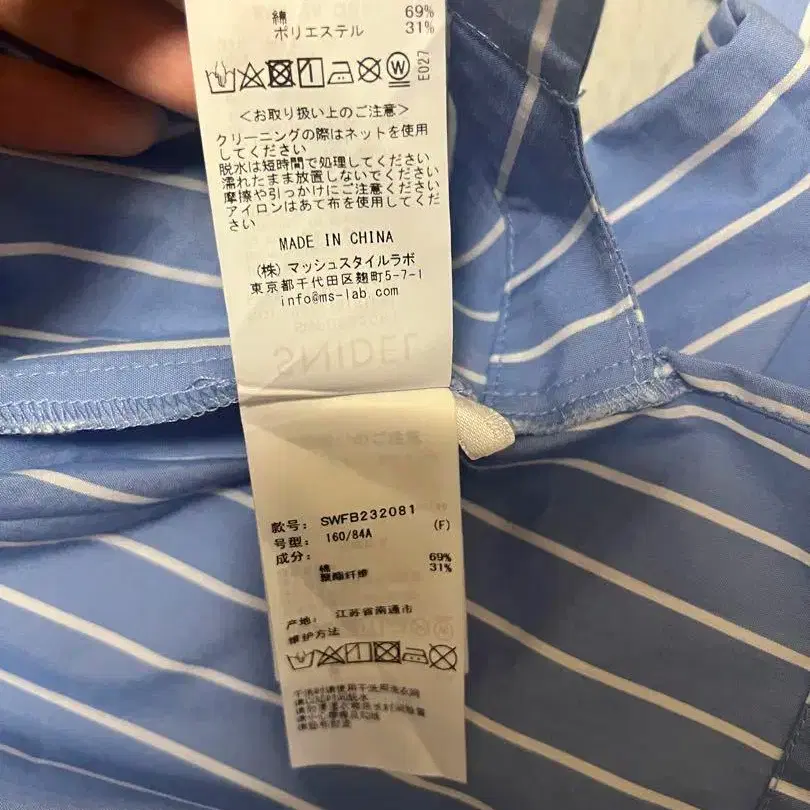 綿 69%
ポリエステル 31%
E027
＜お取り扱い上のご注意＞
クリーニングの際はネットを使用
してください
脱水は短時間で処理してください
濡れたまま放置しないでください
摩擦や引っかけにご注意ください
アイロンはあて布を使用してくだ
さい
MADE IN CHINA
(株) マッシュスタイルラボ
東京都千代田区麹町5-7-1
info@ms-lab.com
SNIDEL
款号: SWFB232081
号型: 160/84A (F)
成分:
棉 69%
聚酯纤维 31%
产地: 江苏省南通市
维护方法